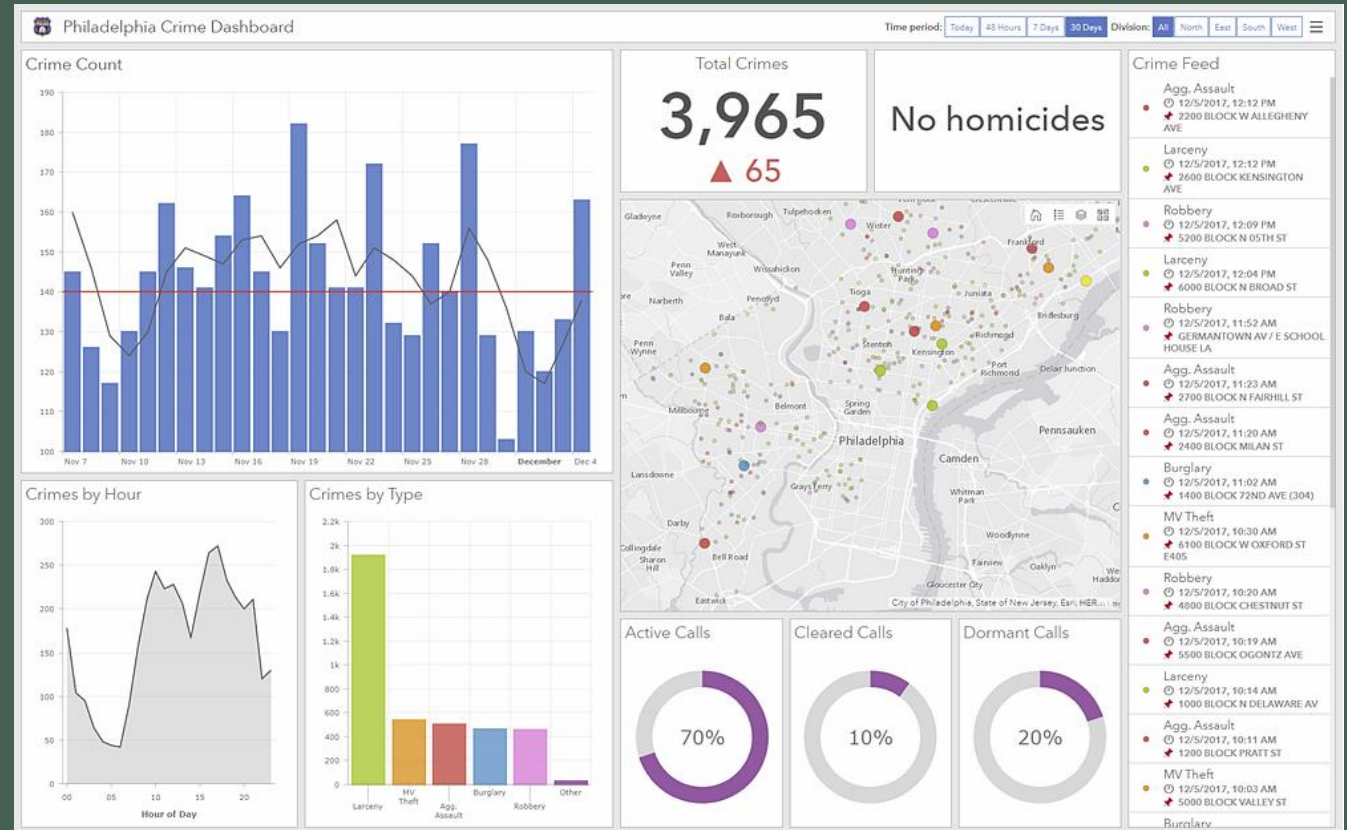 Philadelphia Crime Dashboard
Time period: Today 48 Hours 7 Days 30 Days Division: All North East South West
Crime Count
190
180
170
160
150
140
130
120
110
100
Nov 7 Nov 10 Nov 13 Nov 16 Nov 19 Nov 22 Nov 25 Nov 28 December Dec 4
Crimes by Hour
300
250
200
150
100
50
0
00 05 10 15 20
Hour of Day
Crimes by Type
2.2k
2k
1.8k
1.6k
1.4k
1.2k
1k
800
600
400
200
0
Larceny
MV
Theft
Agg.
Assault
Burglary
Robbery
Other
Total Crimes
3,965
65
No homicides
Gladwyne
Roxborough
Tulpehocken
Wister
West
Manayunk
Frankford
Penn
Valley
Wissahickon
Hunting
Park
Narberth
Pencoyd
Tioga
Juniata
Bala
Bridesburg
Penn
Wynne
Stenton
Richmond
Kensington
Port
Richmond
Delair Junction
Millbourne
Belmont
Spring
Garden
Pennsauken
Philadelphia
Camden
Lansdowne
Grays Ferry
Whitman
Park
Darby
Woodlynne
Collingdale
Sharon
Hill
Bell Road
Fairview
Oaklyn
Gloucester City
Eastwick
City of Philadelphia, State of New Jersey, Esri, HER...
Active Calls
70%
Cleared Calls
10%
Dormant Calls
20%
Crime Feed
Agg. Assault
12/5/2017, 12:12 PM
2200 BLOCK W ALLEGHENY
AVE
Larceny
12/5/2017, 12:12 PM
2600 BLOCK KENSINGTON
AVE
Robbery
12/5/2017, 12:09 PM
5200 BLOCK N 05TH ST
Larceny
12/5/2017, 12:04 PM
6000 BLOCK N BROAD ST
Robbery
12/5/2017, 11:52 AM
GERMANTOWN AV / E SCHOOL
HOUSE LA
Agg. Assault
12/5/2017, 11:23 AM
2700 BLOCK N FAIRHILL ST
Agg. Assault
12/5/2017, 11:20 AM
2400 BLOCK MILAN ST
Burglary
12/5/2017, 11:02 AM
1400 BLOCK 72ND AVE (304)
MV Theft
12/5/2017, 10:30 AM
6100 BLOCK W OXFORD ST
E405
Robbery
12/5/2017, 10:20 AM
4800 BLOCK CHESTNUT ST
Agg. Assault
12/5/2017, 10:19 AM
5500 BLOCK OGONTZ AVE
Larceny
12/5/2017, 10:14 AM
1000 BLOCK N DELAWARE AV
Agg. Assault
12/5/2017, 10:11 AM
1200 BLOCK PRATT ST
MV Theft
12/5/2017, 10:03 AM
5000 BLOCK VALLEY ST
Burglary